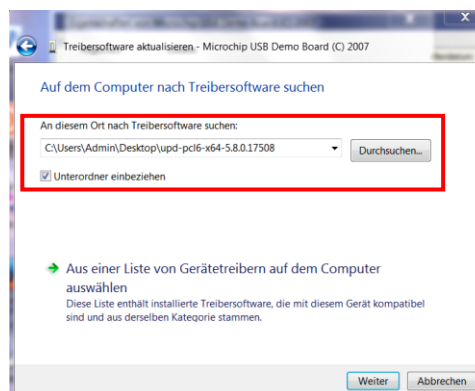 Treibersoftware aktualisieren - Microchip USB Demo Board (C) 2007
Auf dem Computer nach Treibersoftware suchen
An diesem Ort nach Treibersoftware suchen:
C:\Users\Admin\Desktop\upd-pcl6-x64-5.8.0.17508
Durchsuchen...
Unterordner einbeziehen
Aus einer Liste von Gerätetreibern auf dem Computer
auswählen
Diese Liste enthält installierte Treibersoftware, die mit diesem Gerät kompatibel
sind und aus derselben Kategorie stammen.
Weiter
Abbrechen